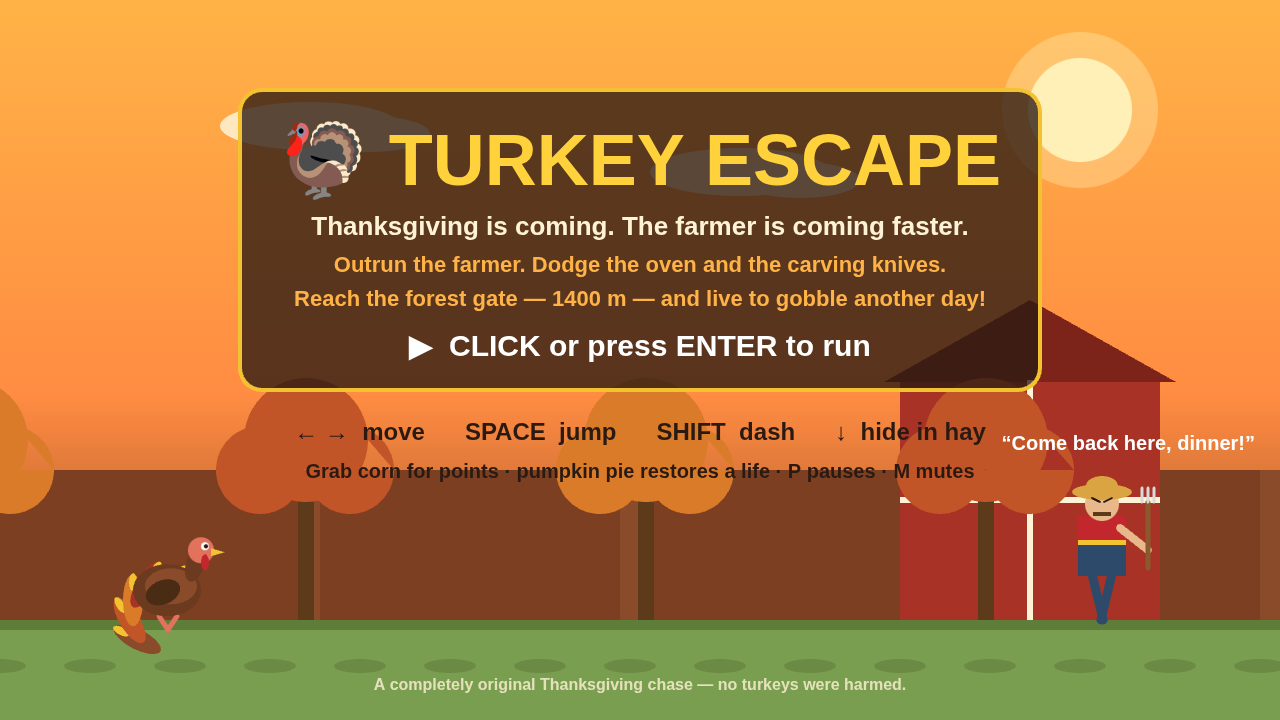 TURKEY ESCAPE
Thanksgiving is coming. The farmer is coming faster.
Outrun the farmer. Dodge the oven and the carving knives.
Reach the forest gate — 1400 m — and live to gobble another day!
▶ CLICK or press ENTER to run
← → move SPACE jump SHIFT dash ↓ hide in hay
“Come back here, dinner!”
Grab corn for points · pumpkin pie restores a life · P pauses · M mutes
A completely original Thanksgiving chase — no turkeys were harmed.